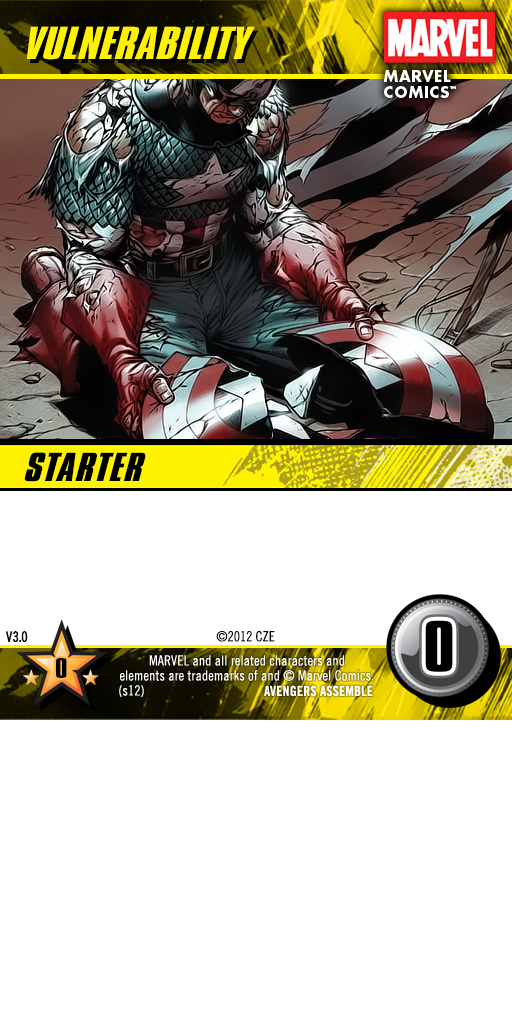 VULNERABILITY
MARVEL
MARVEL
COMICS™
STARTER
V3.0
©2012 CZE
0
0
MARVEL and all related characters and
elements are trademarks of and © Marvel Comics.
(s12) AVENGERS ASSEMBLE